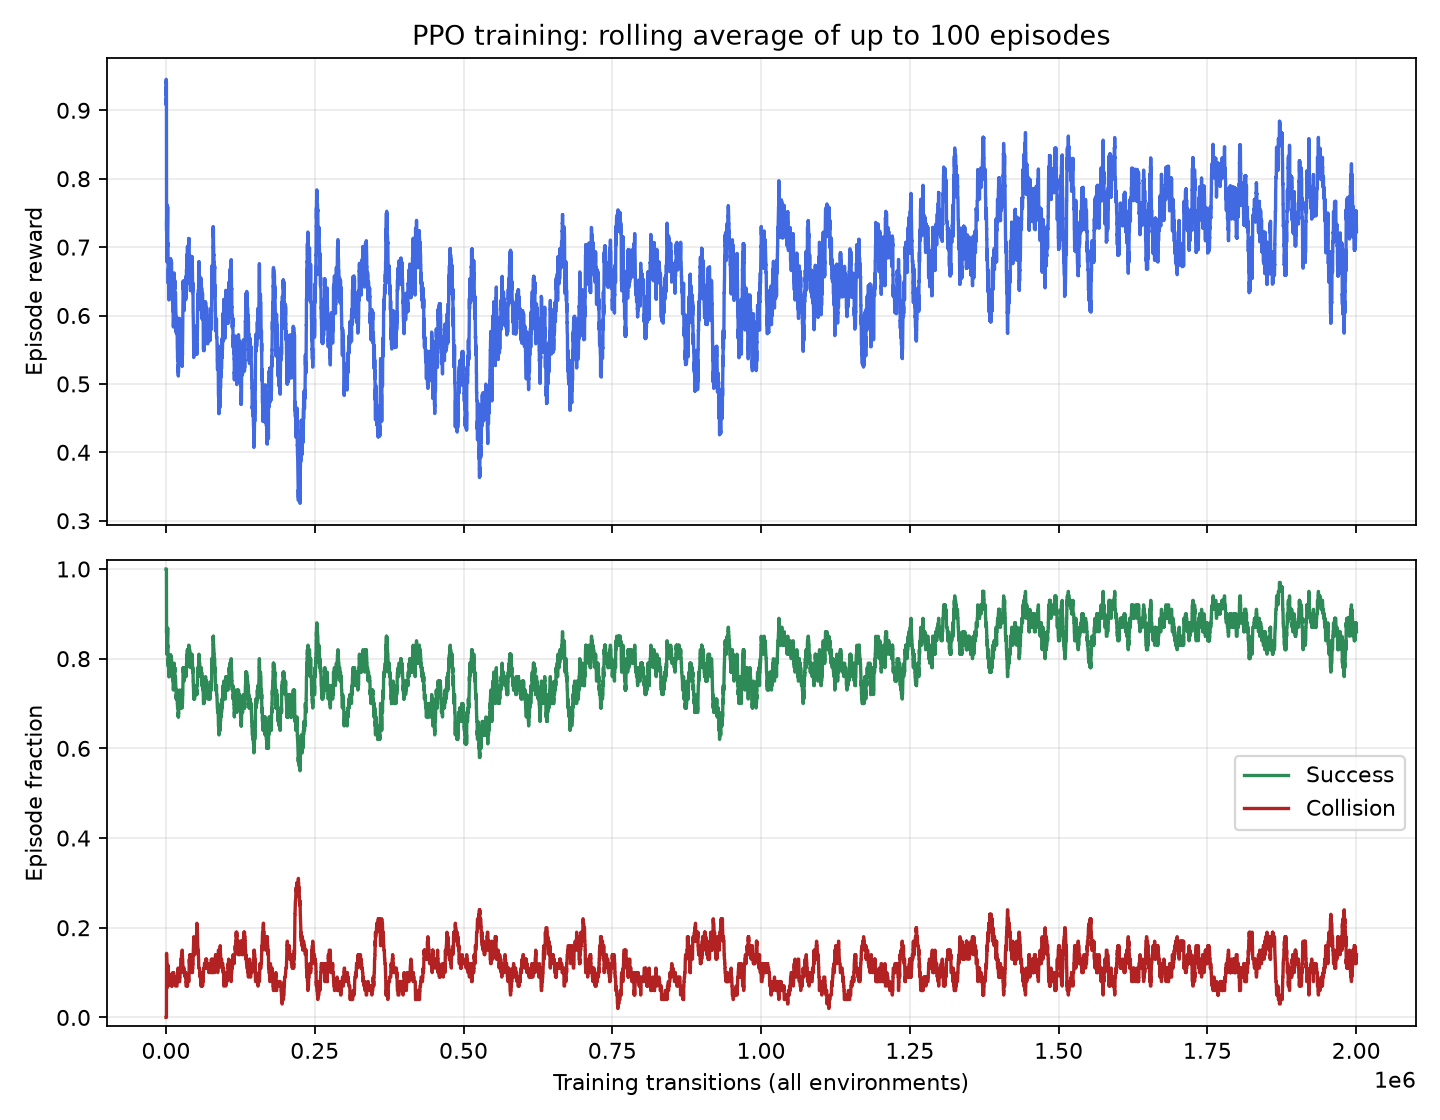 PPO training: rolling average of up to 100 episodes
Episode reward
0.9
0.8
0.7
0.6
0.5
0.4
0.3
Episode fraction
1.0
0.8
0.6
0.4
0.2
0.0
Success
Collision
0.00 0.25 0.50 0.75 1.00 1.25 1.50 1.75 2.00
1e6
Training transitions (all environments)